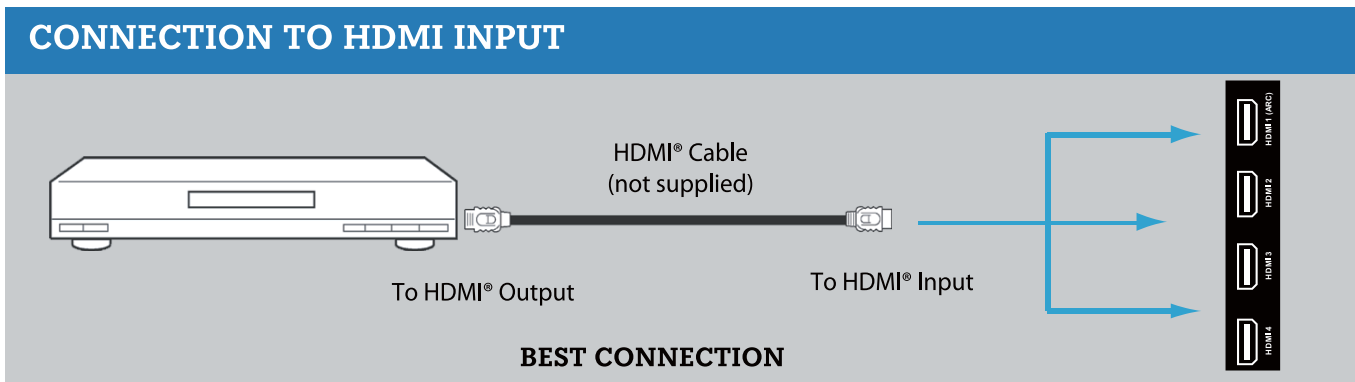 CONNECTION TO HDMI INPUT
HDMI® Cable
(not supplied)
To HDMI® Output
To HDMI® Input
BEST CONNECTION
HDMI 1 (ARC)
HDMI 2
HDMI 3
HDMI 4